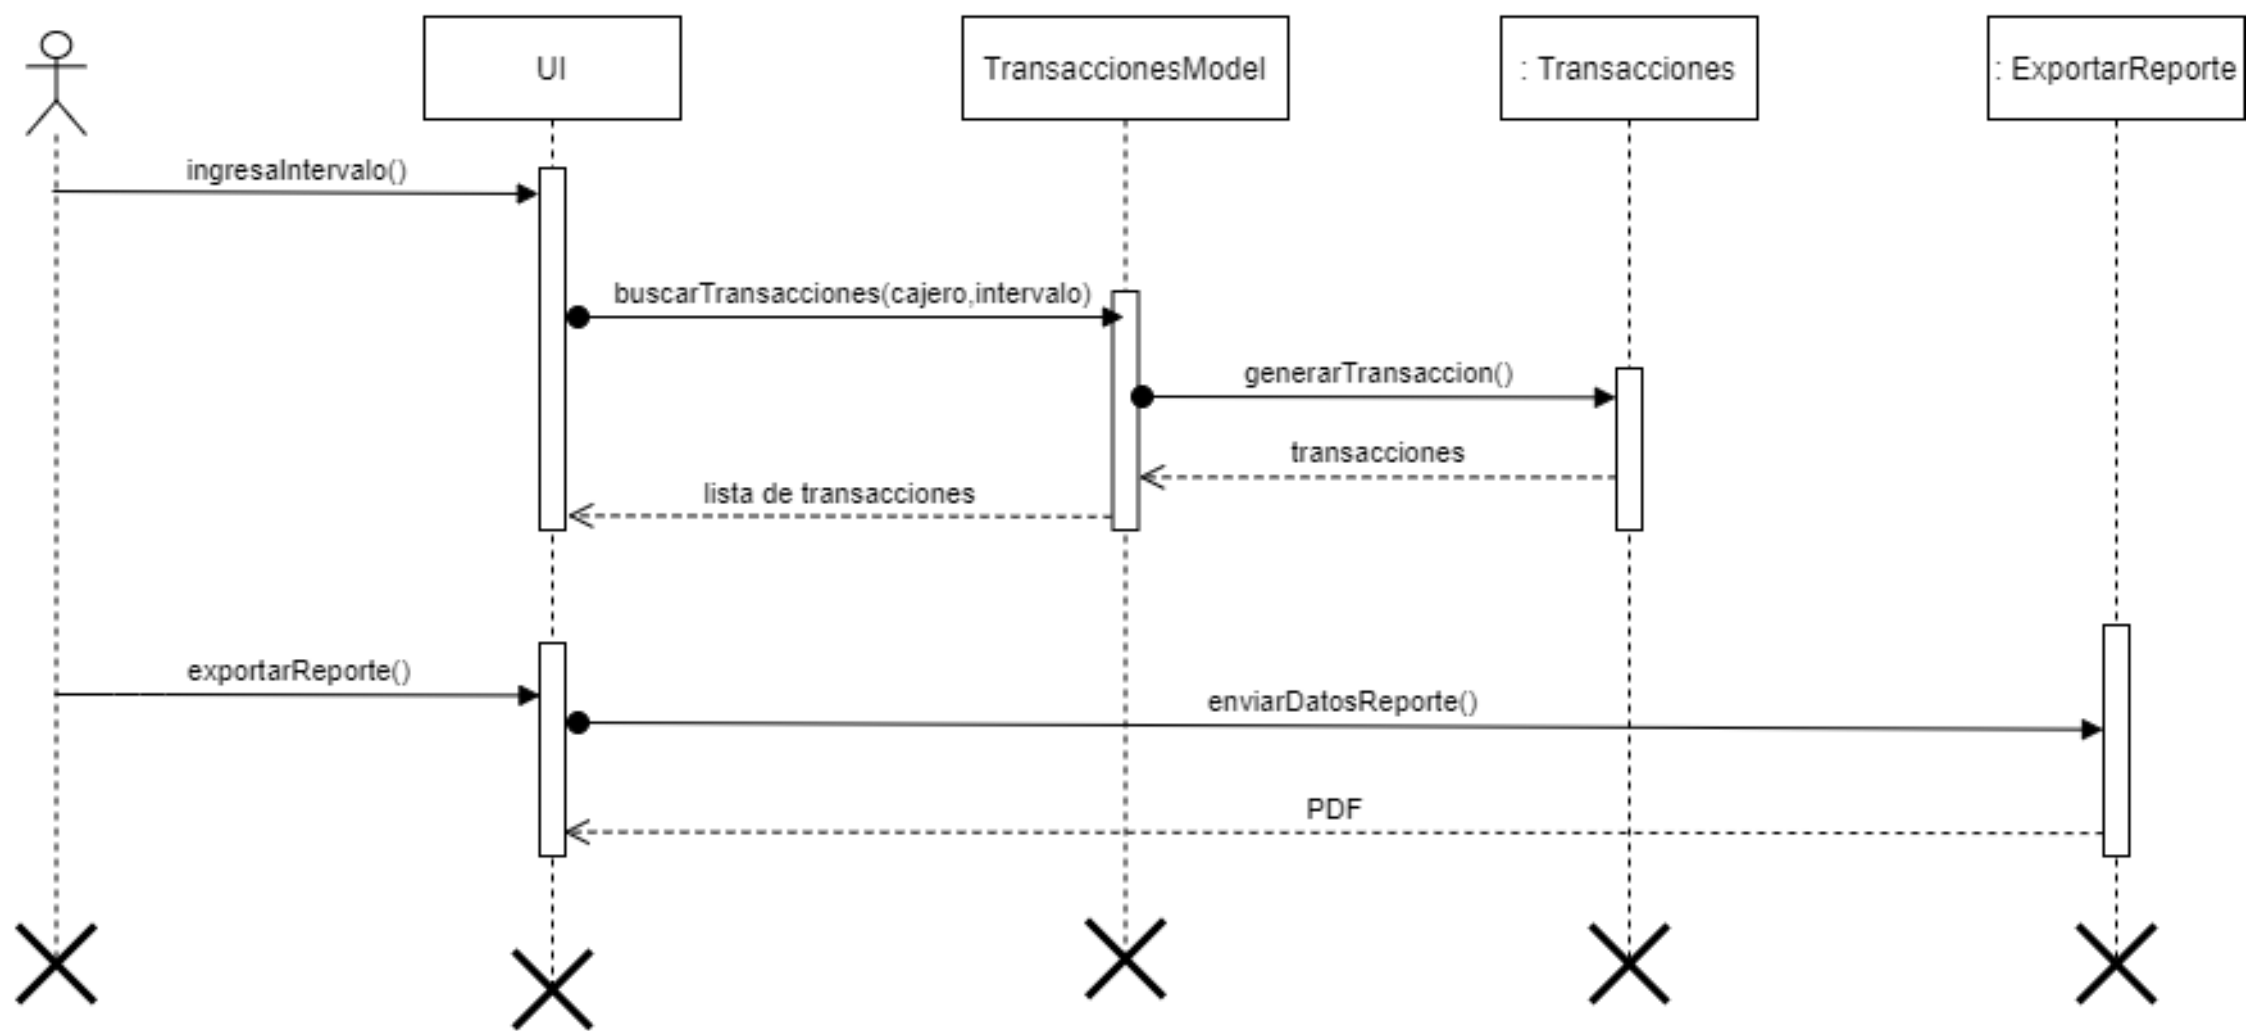 UI
TransaccionesModel
: Transacciones
: ExportarReporte
ingresaIntervalo()
buscarTransacciones(cajero,intervalo)
generarTransaccion()
transacciones
lista de transacciones
exportarReporte()
enviarDatosReporte()
PDF